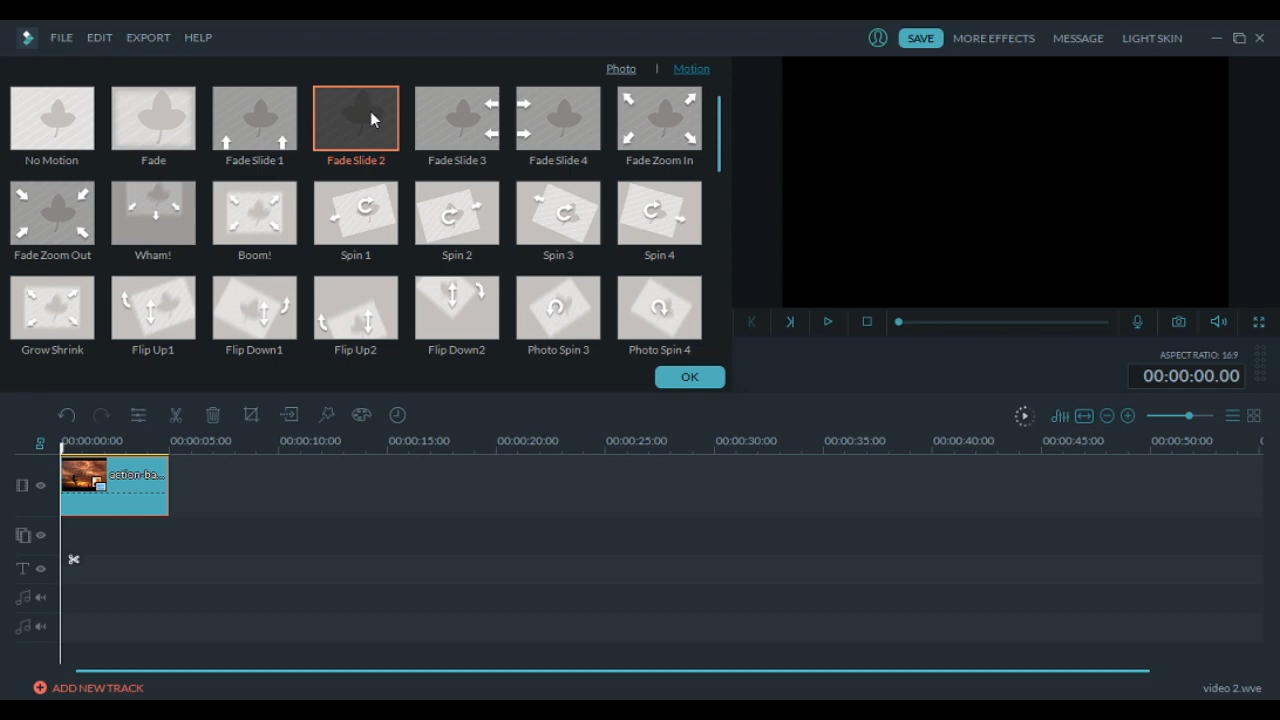 FILE EDIT EXPORT HELP SAVE MORE EFFECTS MESSAGE LIGHT SKIN
Photo | Motion
No Motion Fade Fade Slide 1 Fade Slide 2 Fade Slide 3 Fade Slide 4 Fade Zoom In
Fade Zoom Out Wham! Boom! Spin 1 Spin 2 Spin 3 Spin 4
Grow Shrink Flip Up1 Flip Down1 Flip Up2 Flip Down2 Photo Spin 3 Photo Spin 4
ASPECT RATIO: 16:9
OK 00:00:00.00
00:00:00:00 00:00:05:00 00:00:10:00 00:00:15:00 00:00:20:00 00:00:25:00 00:00:30:00 00:00:35:00 00:00:40:00 00:00:45:00 00:00:50:00
action-ba...
T
ADD NEW TRACK video 2.wve